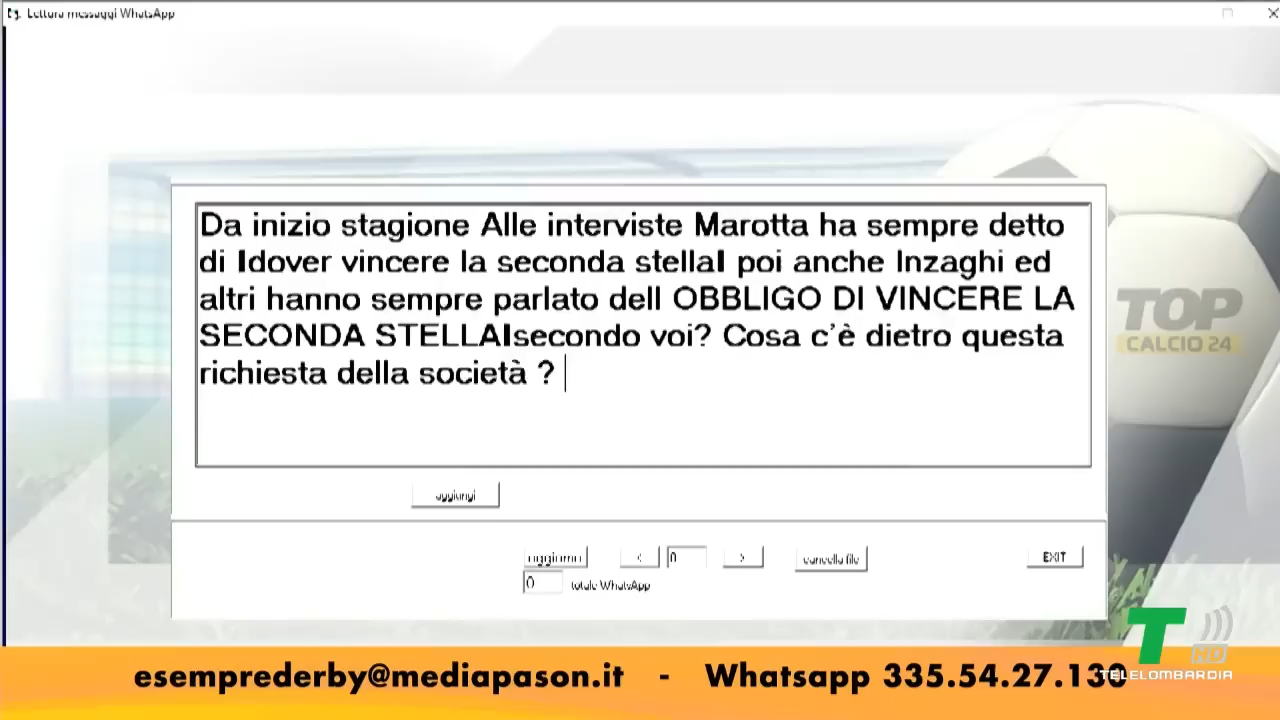 Lettura messaggi WhatsApp
Da inizio stagione Alle interviste Marotta ha sempre detto
di Idover vincere la seconda stellaI poi anche Inzaghi ed
altri hanno sempre parlato dell OBBLIGO DI VINCERE LA
SECONDA STELLAIsecondo voi? Cosa c’è dietro questa
richiesta della società ?
TOP
CALCIO 24
aggiungi
aggiorna < 0 > cancella file EXIT
0 totale WhatsApp
T HD
TELELOMBARDIA
esemprederby@mediapason.it - Whatsapp 335.54.27.130